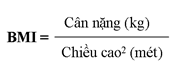 BMI = Cân nặng (kg)
Chiều cao² (mét)